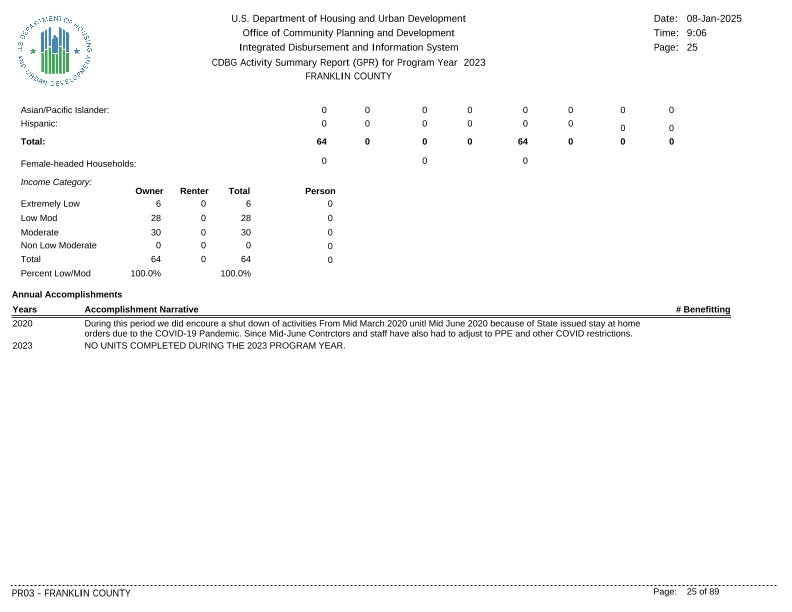 U.S. DEPARTMENT OF HOUSING AND URBAN DEVELOPMENT
U.S. Department of Housing and Urban Development
Office of Community Planning and Development
Integrated Disbursement and Information System
CDBG Activity Summary Report (GPR) for Program Year 2023
FRANKLIN COUNTY
Date: 08-Jan-2025
Time: 9:06
Page: 25
Asian/Pacific Islander: 0 0 0 0 0 0 0 0
Hispanic: 0 0 0 0 0 0 0 0
Total: 64 0 0 0 64 0 0 0
Female-headed Households: 0 0 0
Income Category:
Owner Renter Total Person
Extremely Low 6 0 6 0
Low Mod 28 0 28 0
Moderate 30 0 30 0
Non Low Moderate 0 0 0 0
Total 64 0 64 0
Percent Low/Mod 100.0% 100.0%
Annual Accomplishments
Years Accomplishment Narrative # Benefitting
2020 During this period we did encoure a shut down of activities From Mid March 2020 unitl Mid June 2020 because of State issued stay at home
orders due to the COVID-19 Pandemic. Since Mid-June Contrctors and staff have also had to adjust to PPE and other COVID restrictions.
2023 NO UNITS COMPLETED DURING THE 2023 PROGRAM YEAR.
PR03 - FRANKLIN COUNTY Page: 25 of 89